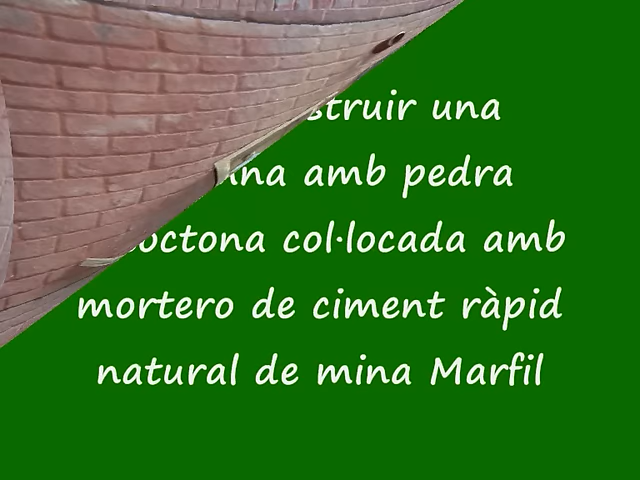 una
amb pedra
col·locada amb
mortero de ciment ràpid
natural de mina Marfil